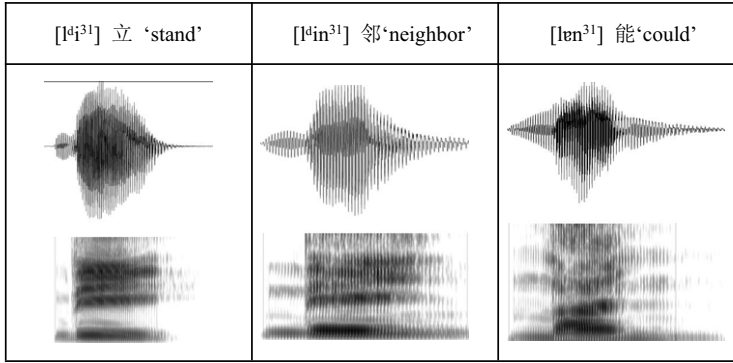 [lᵈi³¹] 立 ‘stand’
[lᵈin³¹] 邻‘neighbor’
[lɐn³¹] 能‘could’